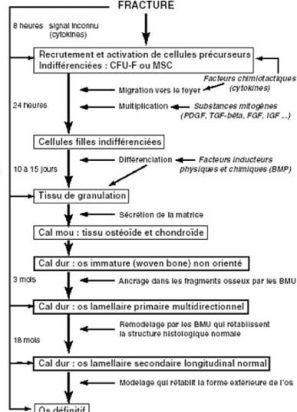 FRACTURE
8 heures signal inconnu
(cytokines)
Recrutement et activation de cellules précurseurs
Indifférenciées : CFU-F ou MSC
Facteurs chimiotactiques
(cytokines)
Migration vers le foyer
24 heures
Multiplication
Substances mitogènes
(PDGF, TGF-bêta, FGF, IGF ...)
Cellules filles indifférenciées
10 à 15 jours
Différenciation
Facteurs inducteurs
physiques et chimiques (BMP)
Tissu de granulation
Sécrétion de la matrice
Cal mou : tissu ostéoïde et chondroïde
Cal dur : os immature (woven bone) non orienté
3 mois
Ancrage dans les fragments osseux par les BMU
Cal dur : os lamellaire primaire multidirectionnel
Remodelage par les BMU qui rétablissent
la structure histologique normale
18 mois
Cal dur : os lamellaire secondaire longitudinal normal
Modelage qui rétablit la forme extérieure de l'os
Os définitif